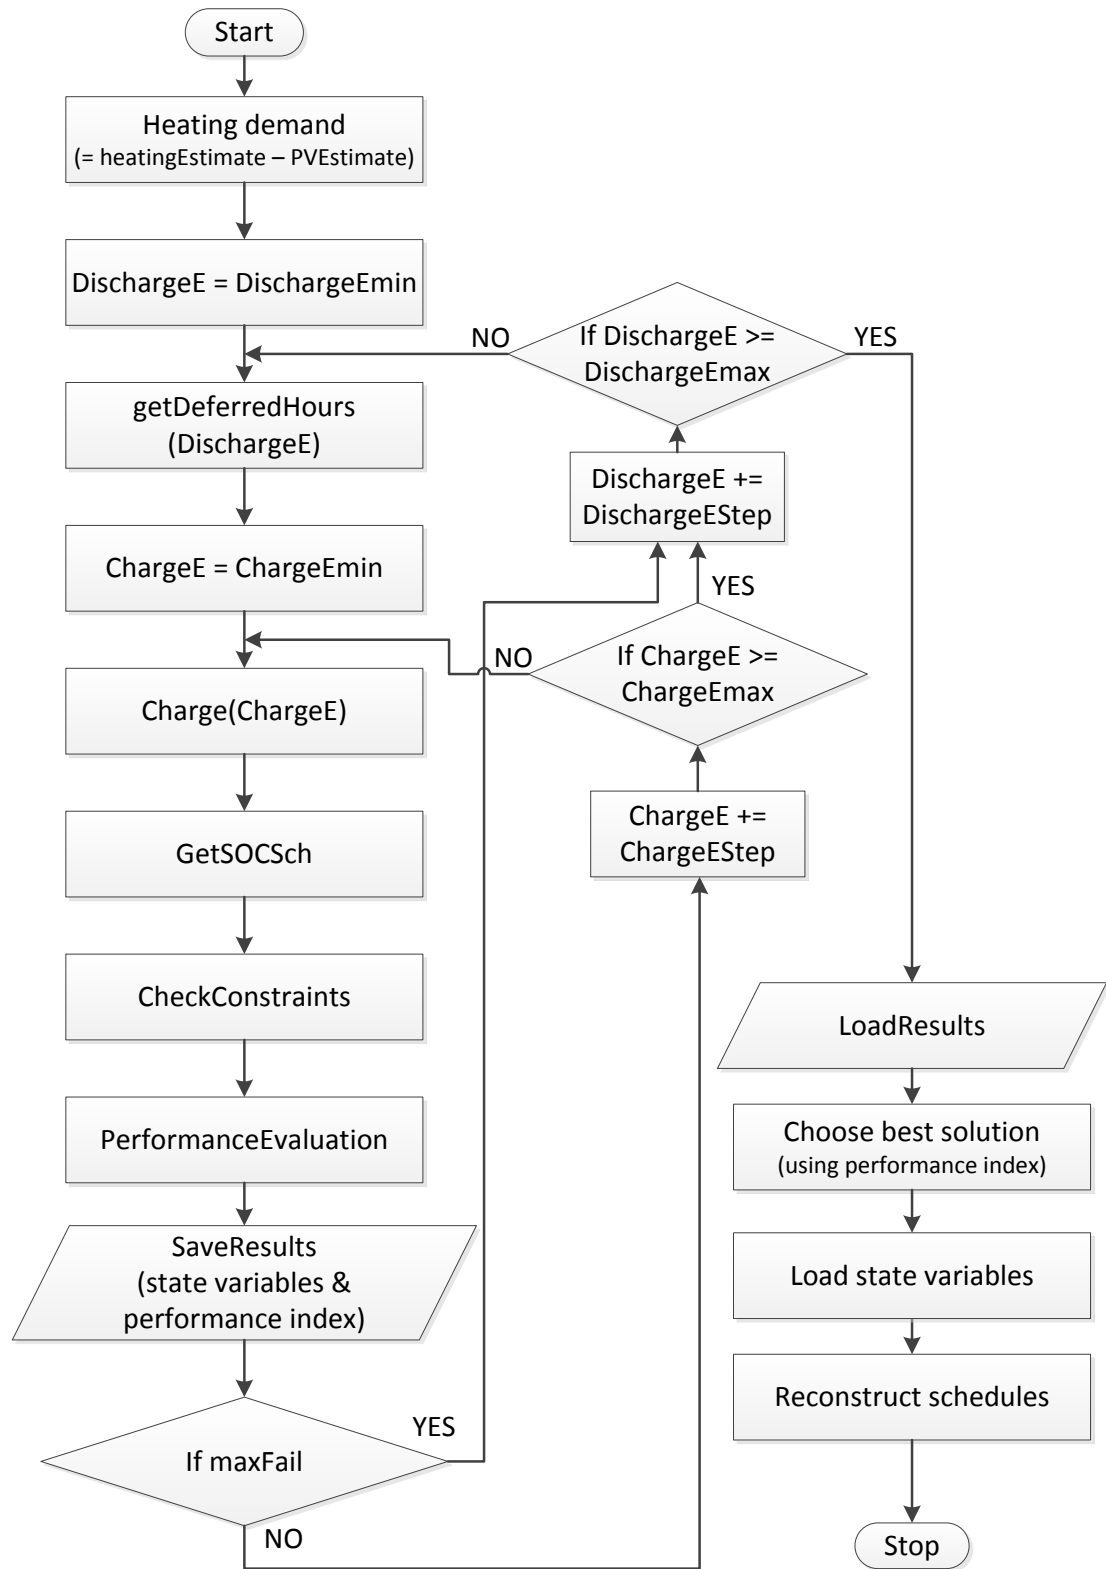 Start
Heating demand
(= heatingEstimate – PVEstimate)
DischargeE = DischargeEmin
getDeferredHours
(DischargeE)
ChargeE = ChargeEmin
Charge(ChargeE)
GetSOCSch
CheckConstraints
PerformanceEvaluation
SaveResults
(state variables &
performance index)
If maxFail
YES
NO
ChargeE +=
ChargeEStep
If ChargeE >=
ChargeEmax
NO
YES
DischargeE +=
DischargeEStep
If DischargeE >=
DischargeEmax
NO
YES
LoadResults
Choose best solution
(using performance index)
Load state variables
Reconstruct schedules
Stop